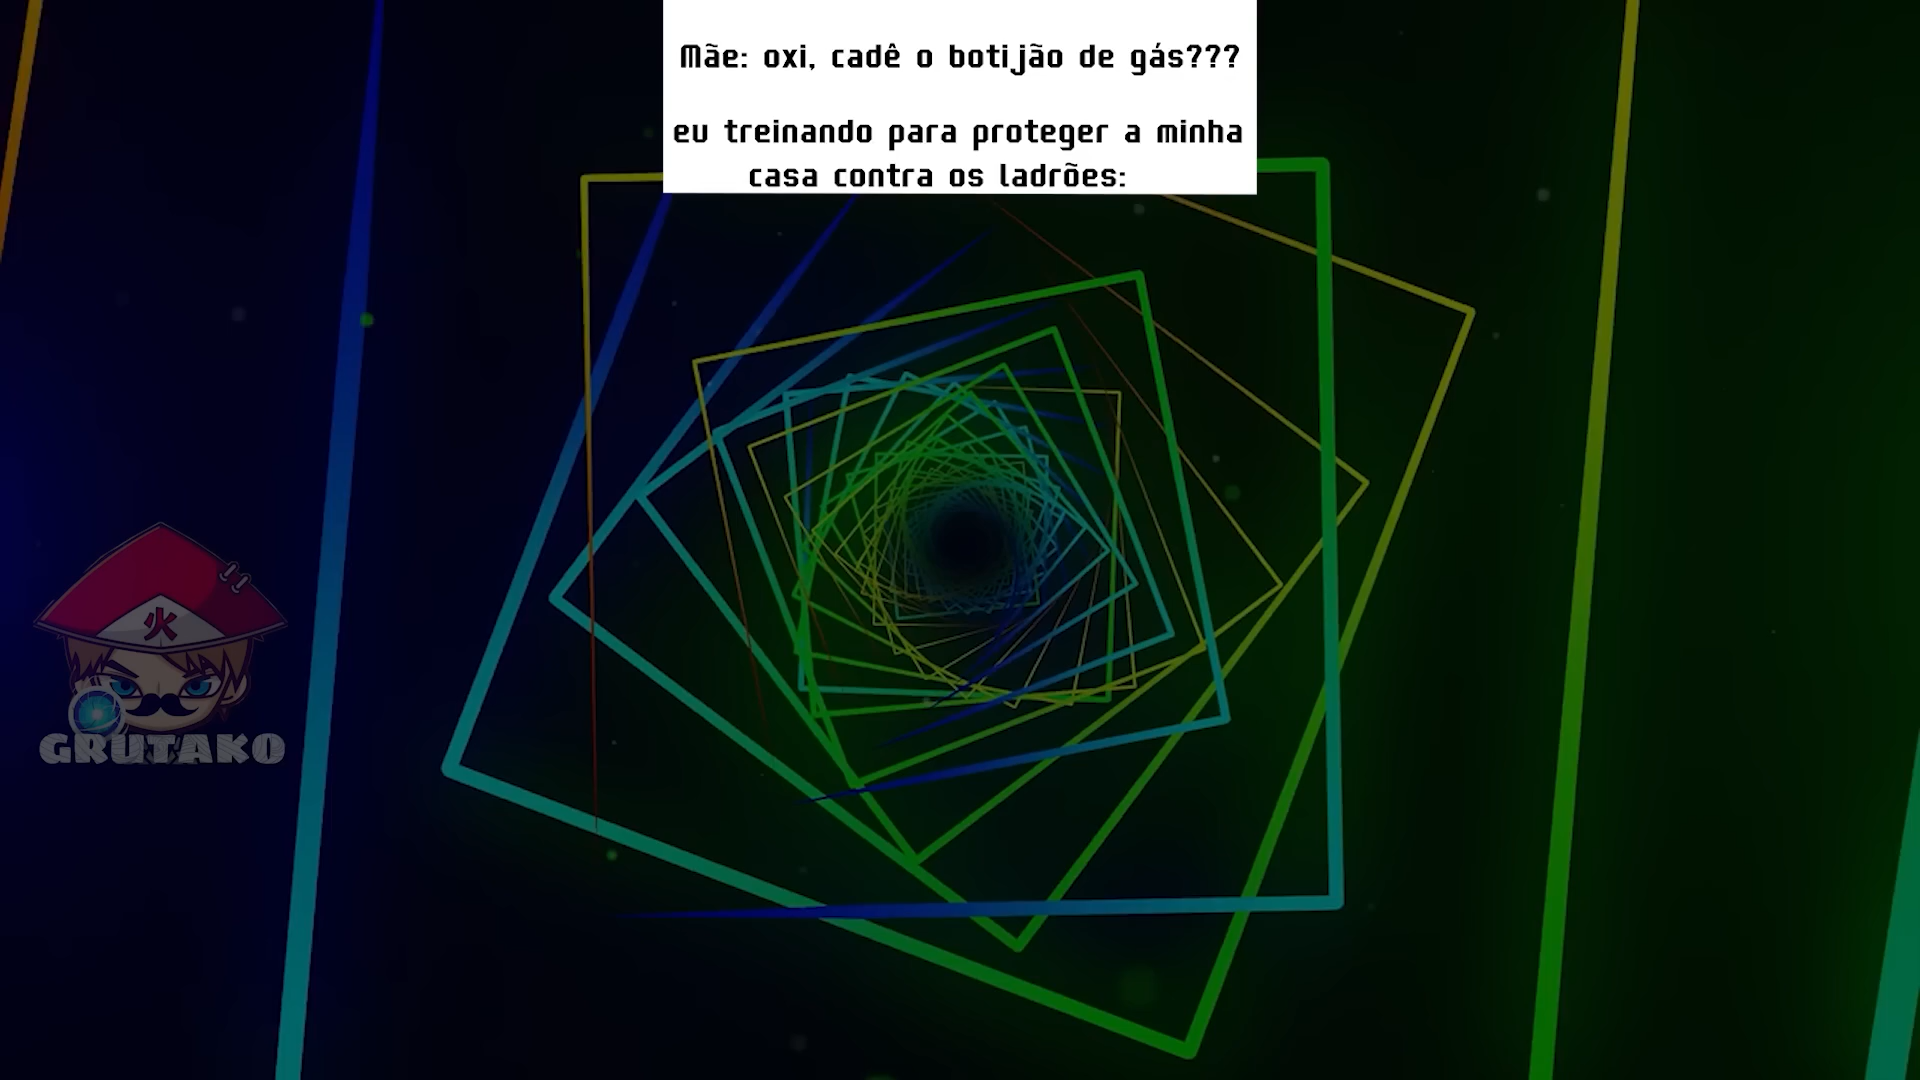 Mãe: oxi, cadê o botijão de gás???
eu treinando para proteger a minha
casa contra os ladrões:
火
GRUTAKO